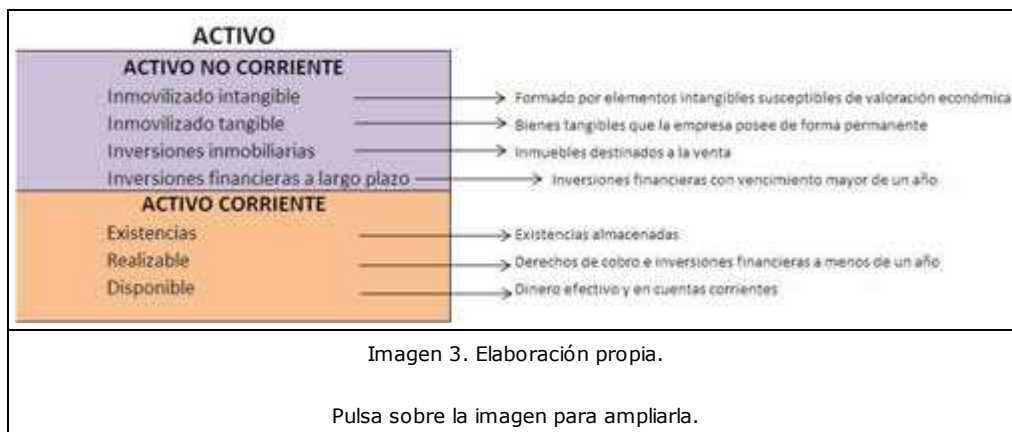 ACTIVO
ACTIVO NO CORRIENTE
Inmovilizado intangible Formado por elementos intangibles susceptibles de valoración económica
Inmovilizado tangible Bienes tangibles que la empresa posee de forma permanente
Inversiones inmobiliarias Inmuebles destinados a la venta
Inversiones financieras a largo plazo Inversiones financieras con vencimiento mayor de un año
ACTIVO CORRIENTE
Existencias Existencias almacenadas
Realizable Derechos de cobro e inversiones financieras a menos de un año
Disponible Dinero efectivo y en cuentas corrientes
Imagen 3. Elaboración propia.
Pulsa sobre la imagen para ampliarla.